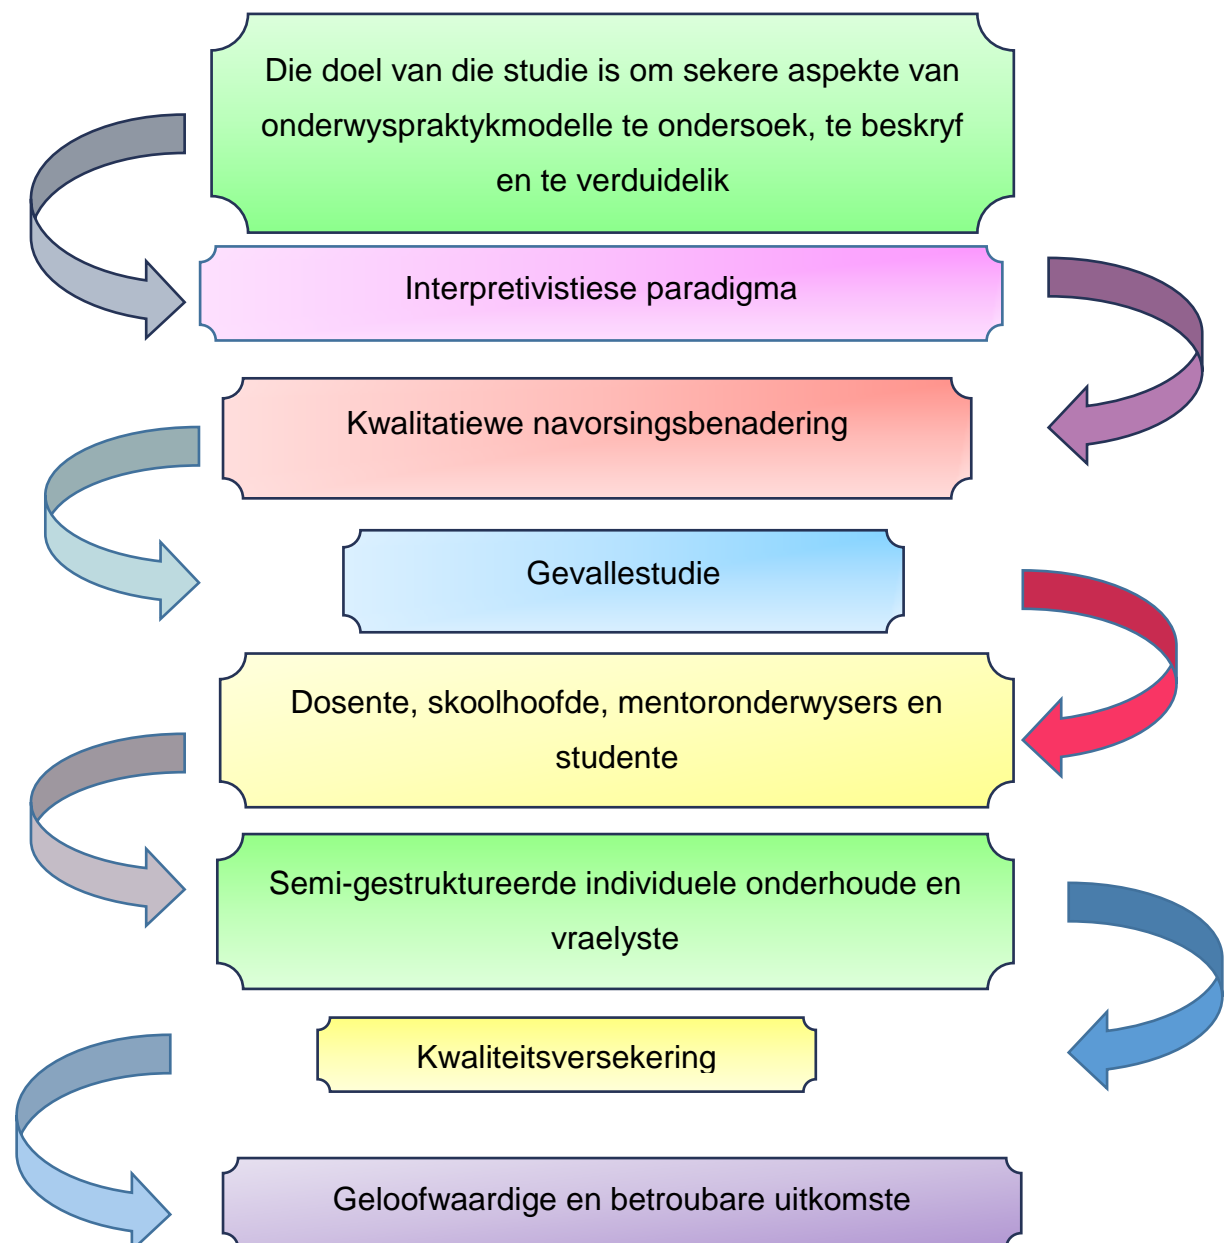 Die doel van die studie is om sekere aspekte van
onderwyspraktykmodelle te ondersoek, te beskryf
en te verduidelik
Interpretivistiese paradigma
Kwalitatiewe navorsingsbenadering
Gevallestudie
Dosente, skoolhoofde, mentoronderwysers en
studente
Semi-gestruktureerde individuele onderhoude en
vraelyste
Kwaliteitsversekering
Geloofwaardige en betroubare uitkomste